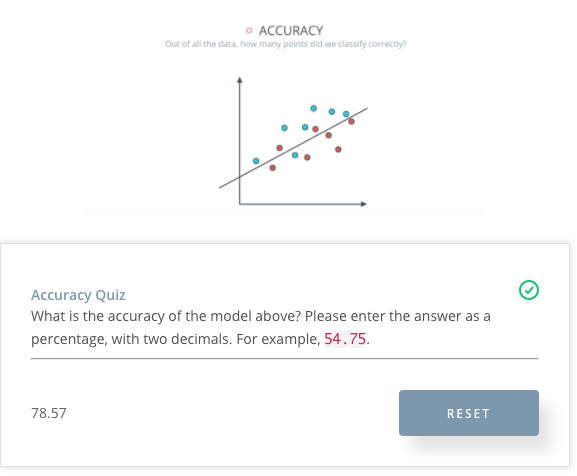 ACCURACY
Out of all the data, how many points did we classify correctly?
Accuracy Quiz
What is the accuracy of the model above? Please enter the answer as a
percentage, with two decimals. For example, 54.75.
78.57
RESET